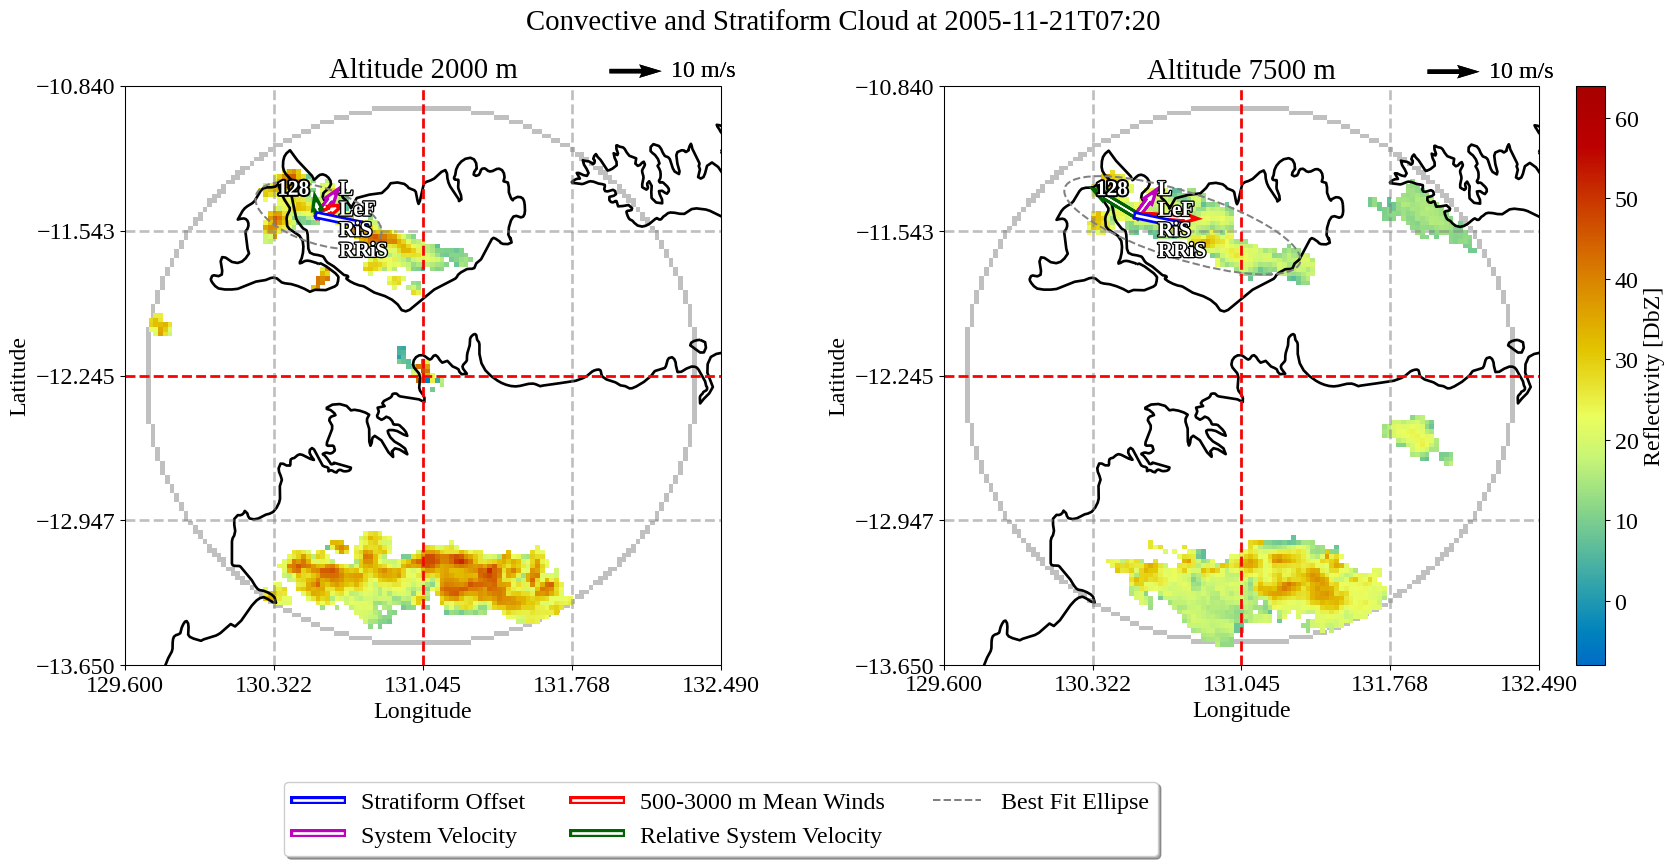 Convective and Stratiform Cloud at 2005-11-21T07:20
Altitude 2000 m
10 m/s
−10.840
−11.543
−12.245
−12.947
−13.650
Latitude
128
L
LeF
RiS
RRiS
129.600
130.322
131.045
131.768
132.490
Longitude
Altitude 7500 m
10 m/s
−10.840
−11.543
−12.245
−12.947
−13.650
Latitude
128
L
LeF
RiS
RRiS
129.600
130.322
131.045
131.768
132.490
Longitude
60
50
40
30
20
10
0
Reflectivity [DbZ]
Stratiform Offset
500-3000 m Mean Winds
Best Fit Ellipse
System Velocity
Relative System Velocity